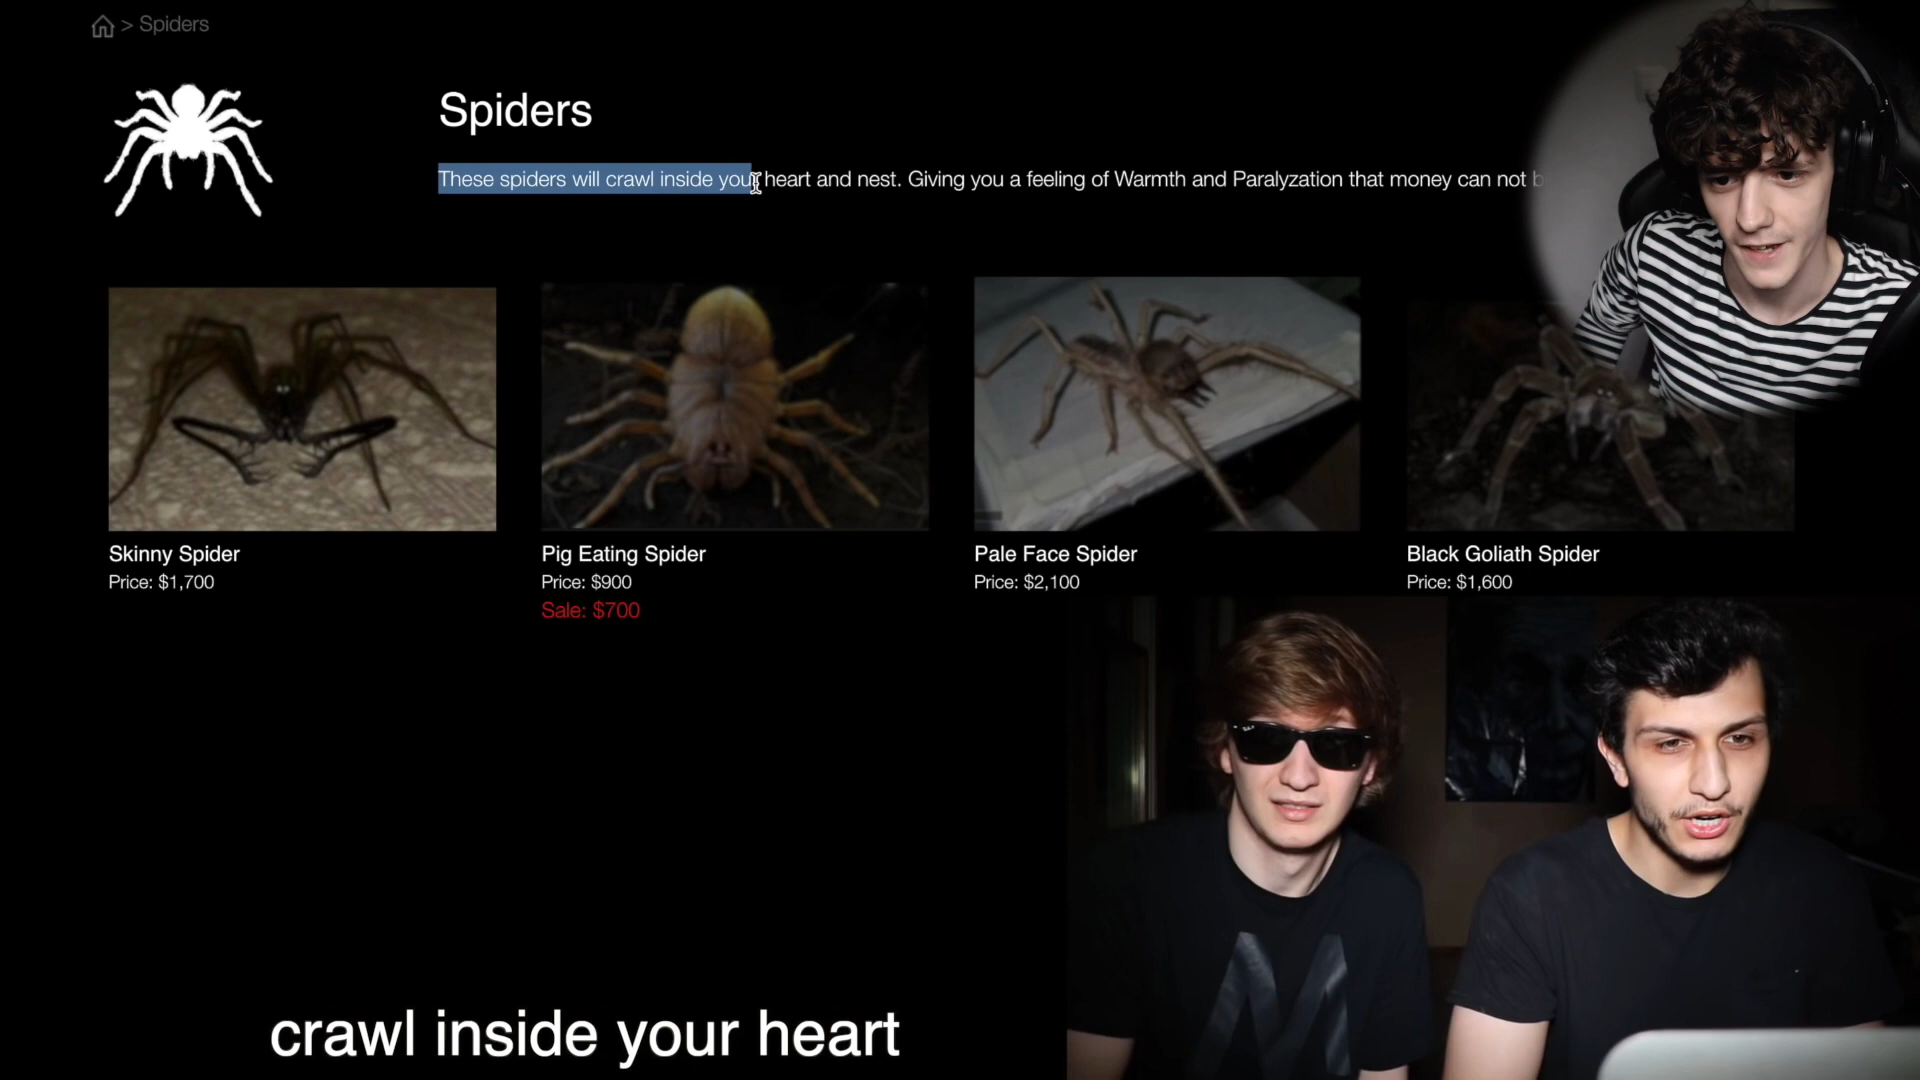 > Spiders
Spiders
These spiders will crawl inside your heart and nest. Giving you a feeling of Warmth and Paralyzation that money can not
Skinny Spider
Price: $1,700
Pig Eating Spider
Price: $900
Sale: $700
Pale Face Spider
Price: $2,100
Black Goliath Spider
Price: $1,600
crawl inside your heart